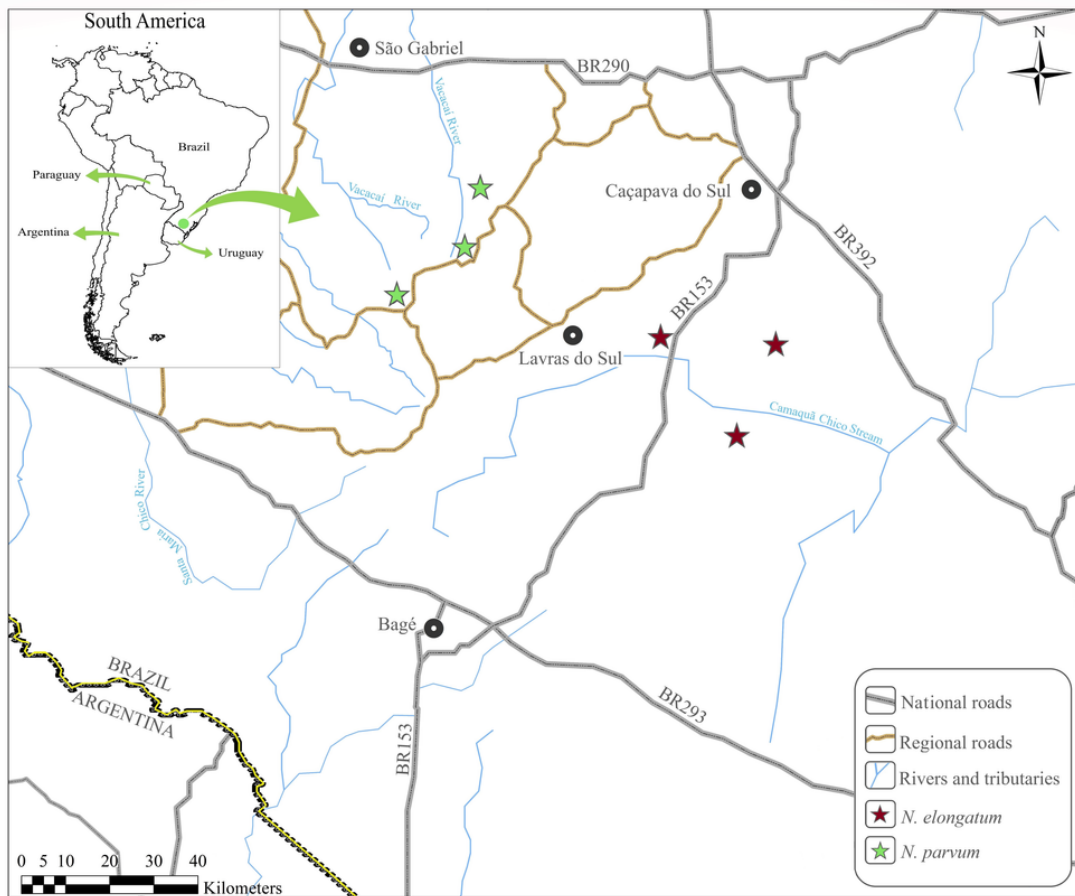 South America
Brazil
Paraguay
Argentina
Uruguay
São Gabriel
BR290
N
Vacacaí River
Vacacaí River
Caçapava do Sul
BR392
BR153
Lavras do Sul
Camaquã Chico Stream
Santa Maria Chico River
Bagé
BRAZIL
ARGENTINA
BR153
BR293
National roads
Regional roads
Rivers and tributaries
N. elongatum
N. parvum
0 5 10 20 30 40
Kilometers